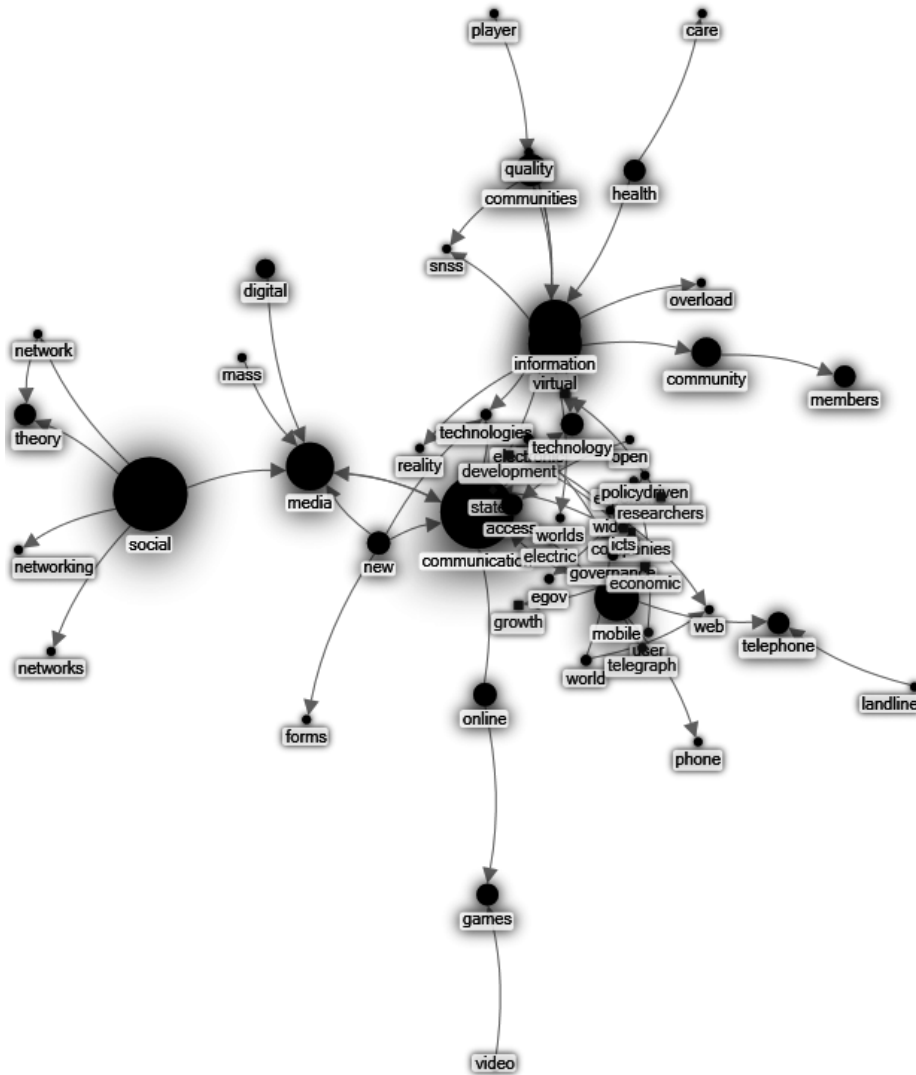 player
care
quality
communities
health
snss
digital
overload
network
mass
information
virtual
community
members
theory
technologies
technology
reality
development
open
media
policydriven
state
researchers
social
access
worlds
icts
networking
new
communication
electric
governance
economic
egov
growth
mobile
web
user
telephone
networks
world
telegraph
landline
online
forms
phone
games
video